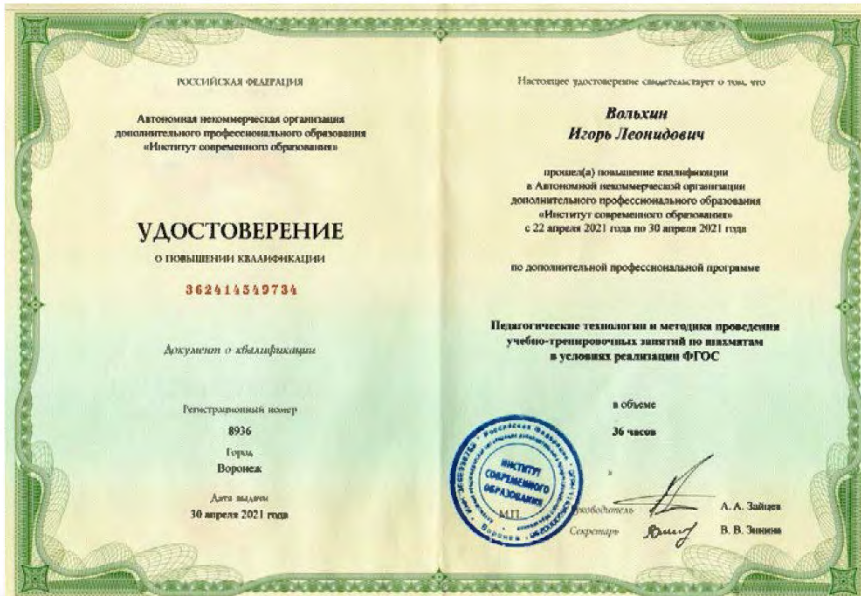 РОССИЙСКАЯ ФЕДЕРАЦИЯ
Автономная некоммерческая организация
дополнительного профессионального образования
«Институт современного образования»
УДОСТОВЕРЕНИЕ
О ПОВЫШЕНИИ КВАЛИФИКАЦИИ
362414549734
Документ о квалификации
Регистрационный номер
8936
Город
Воронеж
Дата выдачи
30 апреля 2021 года
Настоящее удостоверение свидетельствует о том, что
Вольхин
Игорь Леонидович
прошел(а) повышение квалификации
в Автономной некоммерческой организации
дополнительного профессионального образования
«Институт современного образования»
с 22 апреля 2021 года по 30 апреля 2021 года
по дополнительной профессиональной программе
Педагогические технологии и методика проведения
учебно-тренировочных занятий по шахматам
в условиях реализации ФГОС
в объеме
36 часов
ИНСТИТУТ
СОВРЕМЕННОГО
ОБРАЗОВАНИЯ
Российская Федерация
Воронеж
М.П.
Руководитель
А. А. Зайцев
Секретарь
В. В. Зинина